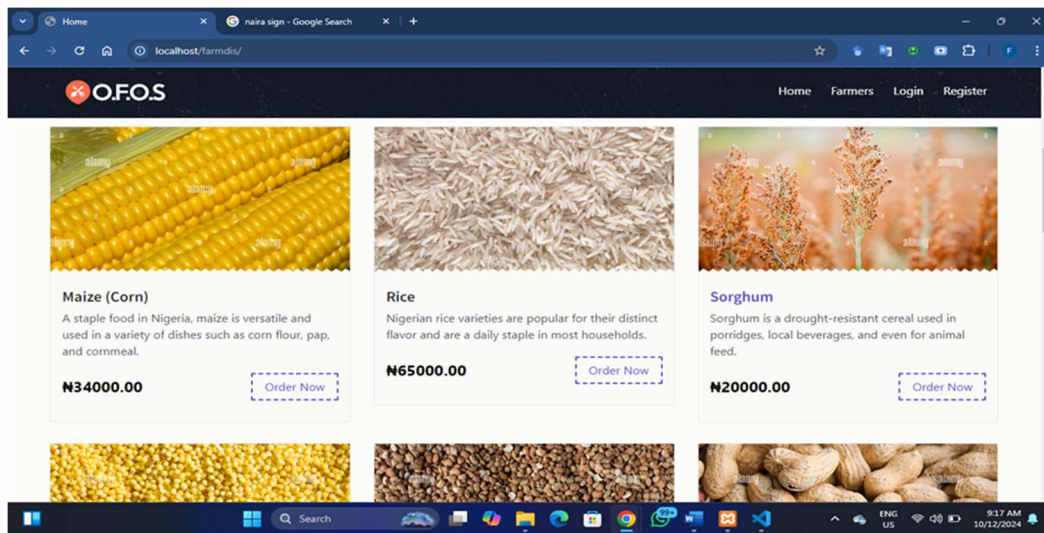 Home
naira sign - Google Search
localhost/farmdis/
F
O.F.O.S
Home Farmers Login Register
alamy
Maize (Corn)
A staple food in Nigeria, maize is versatile and
used in a variety of dishes such as corn flour, pap,
and cornmeal.
₦34000.00
Order Now
Rice
Nigerian rice varieties are popular for their distinct
flavor and are a daily staple in most households.
₦65000.00
Order Now
Sorghum
Sorghum is a drought-resistant cereal used in
porridges, local beverages, and even for animal
feed.
₦20000.00
Order Now
Search
99+
ENG
US
9:17 AM
10/12/2024